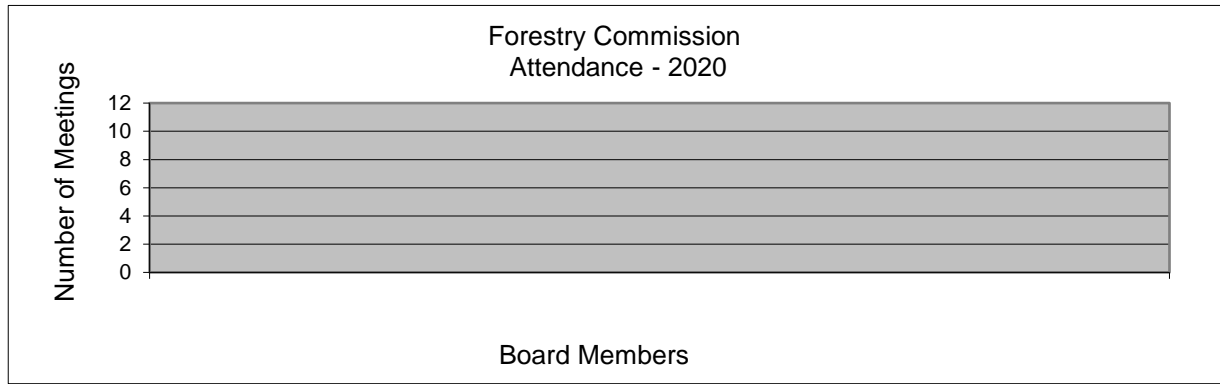 Forestry Commission
Attendance - 2020
Number of Meetings
12
10
8
6
4
2
0
Board Members